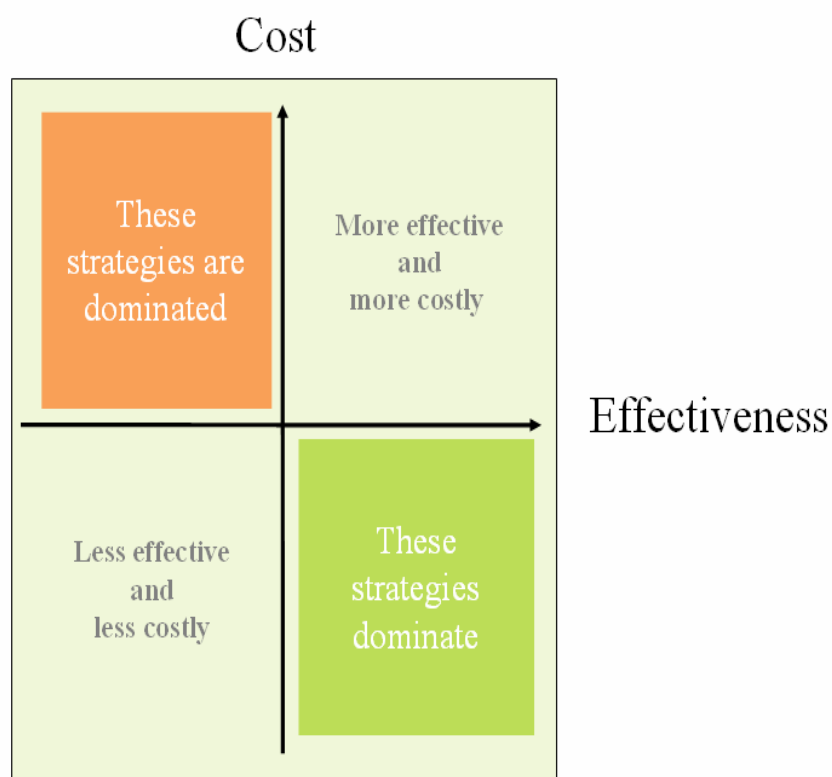 Cost
These
strategies are
dominated
More effective
and
more costly
Effectiveness
Less effective
and
less costly
These
strategies
dominate